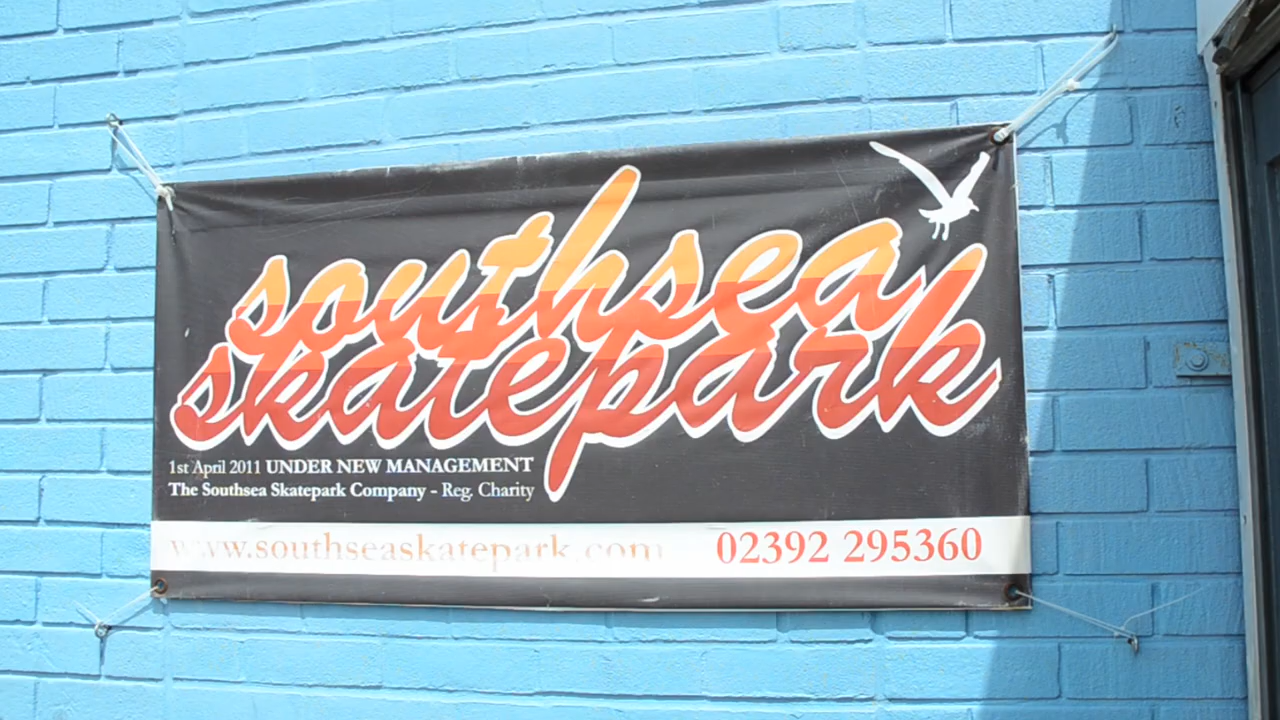 southsea
skatepark
1st April 2011 UNDER NEW MANAGEMENT
The Southsea Skatepark Company - Reg. Charity
www.southseaskatepark.com 02392 295360